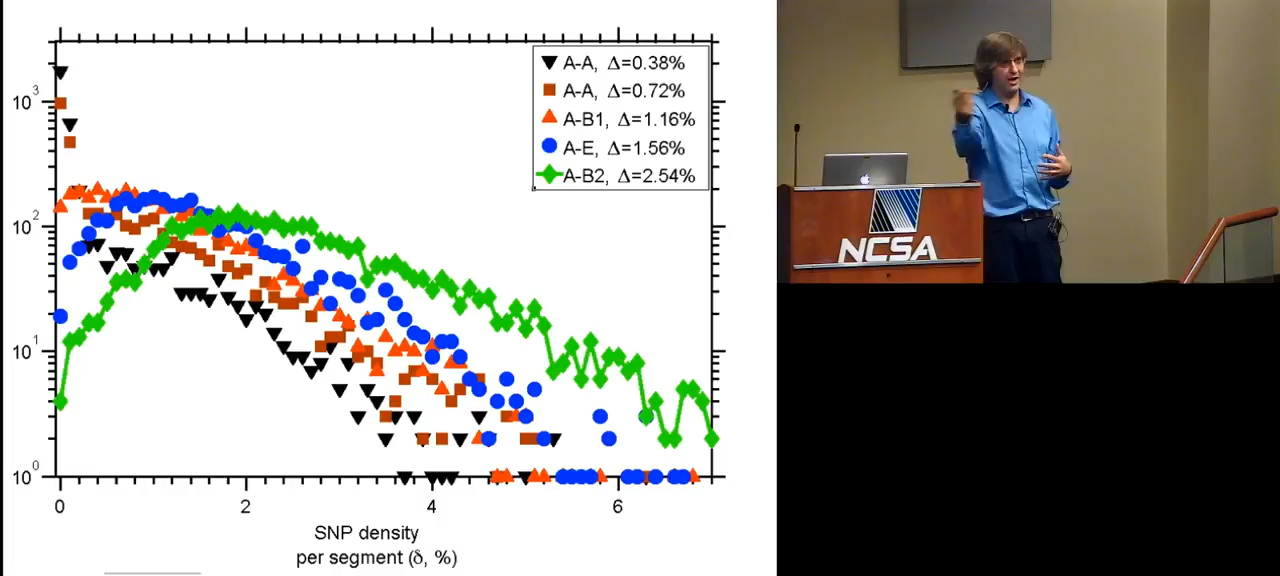 A-A, Δ=0.38%
A-A, Δ=0.72%
A-B1, Δ=1.16%
A-E, Δ=1.56%
A-B2, Δ=2.54%
10³
10²
10¹
10⁰
0 2 4 6
SNP density
per segment (δ, %)
NCSA